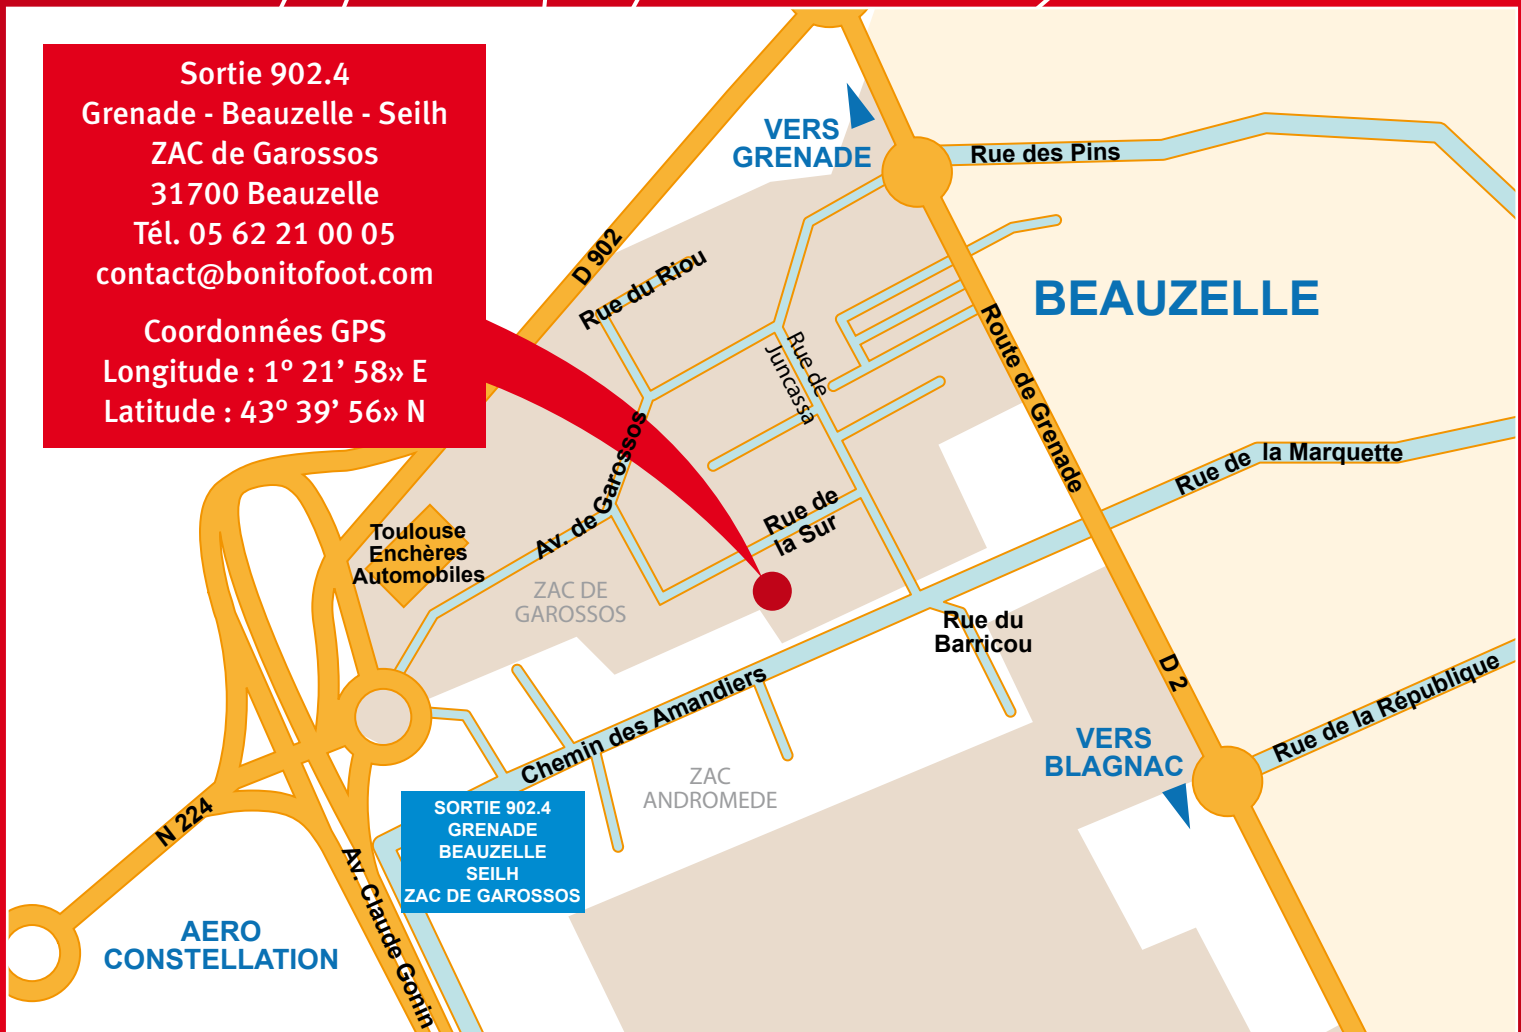 Sortie 902.4
Grenade - Beauzelle - Seilh
ZAC de Garossos
31700 Beauzelle
Tél. 05 62 21 00 05
contact@bonitofoot.com
Coordonnées GPS
Longitude : 1° 21’ 58» E
Latitude : 43° 39’ 56» N
VERS
GRENADE
Rue des Pins
D 902
Rue du Riou
BEAUZELLE
Rue de
Juncassa
Route de Grenade
Av. de Garossos
Rue de la Marquette
Rue de
la Sur
Toulouse
Enchères
Automobiles
ZAC DE
GAROSSOS
Rue du
Barricou
D 2
Rue de la République
Chemin des Amandiers
VERS
BLAGNAC
ZAC
ANDROMEDE
N 224
SORTIE 902.4
GRENADE
BEAUZELLE
SEILH
ZAC DE GAROSSOS
Av. Claude Gonin
AERO
CONSTELLATION